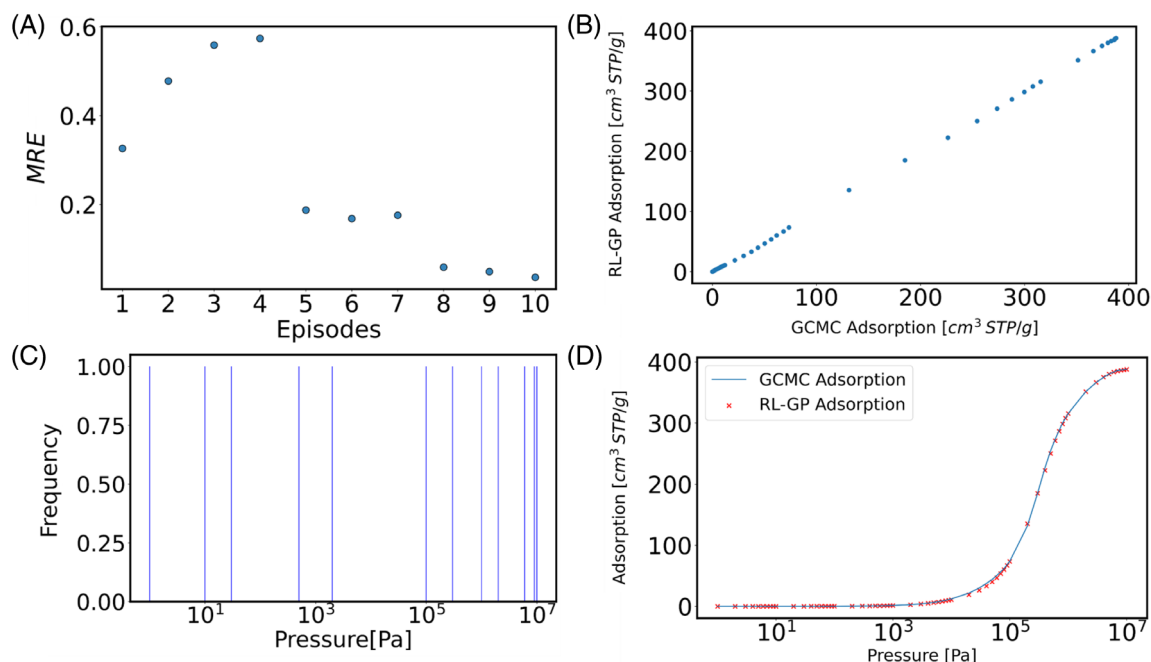 (A)
0.6
0.4
0.2
MRE
1 2 3 4 5 6 7 8 9 10
Episodes
(B)
400
300
200
100
0
RL-GP Adsorption [cm³ STP/g]
0 100 200 300 400
GCMC Adsorption [cm³ STP/g]
(C)
1.00
0.75
0.50
0.25
0.00
Frequency
10¹ 10³ 10⁵ 10⁷
Pressure[Pa]
(D)
400
300
200
100
0
Adsorption [cm³ STP/g]
GCMC Adsorption
RL-GP Adsorption
10¹ 10³ 10⁵ 10⁷
Pressure [Pa]